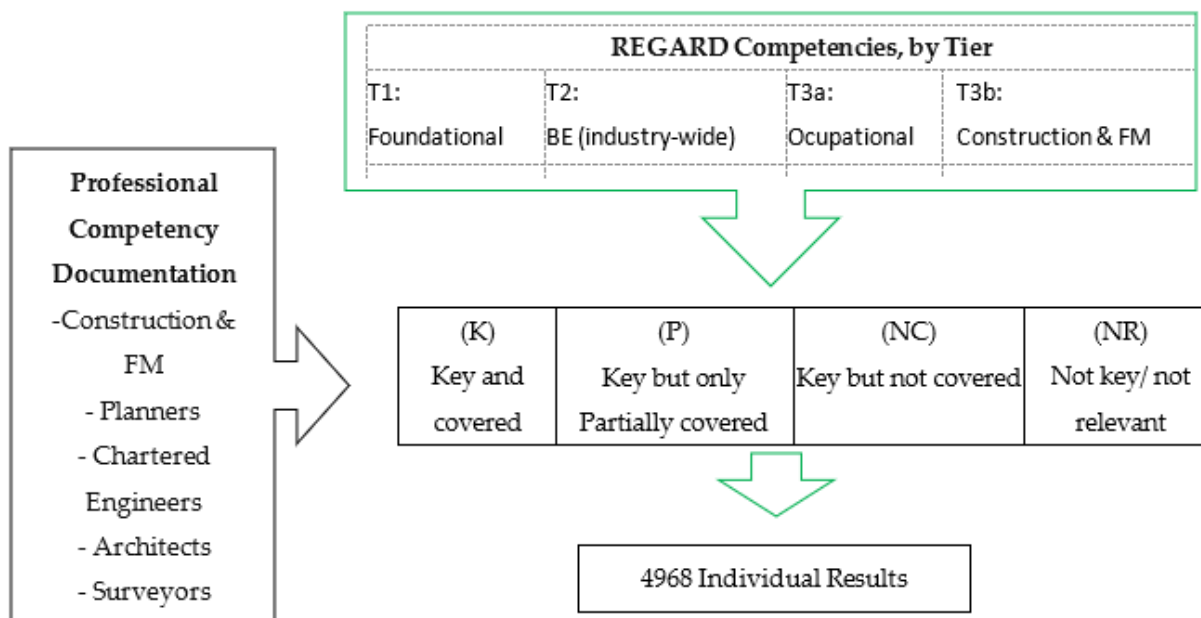 REGARD Competencies, by Tier
T1:
Foundational
T2:
BE (industry-wide)
T3a:
Ocupational
T3b:
Construction & FM
Professional
Competency
Documentation
-Construction &
FM
- Planners
- Chartered
Engineers
- Architects
- Surveyors
(K)
Key and
covered
(P)
Key but only
Partially covered
(NC)
Key but not covered
(NR)
Not key/ not
relevant
4968 Individual Results